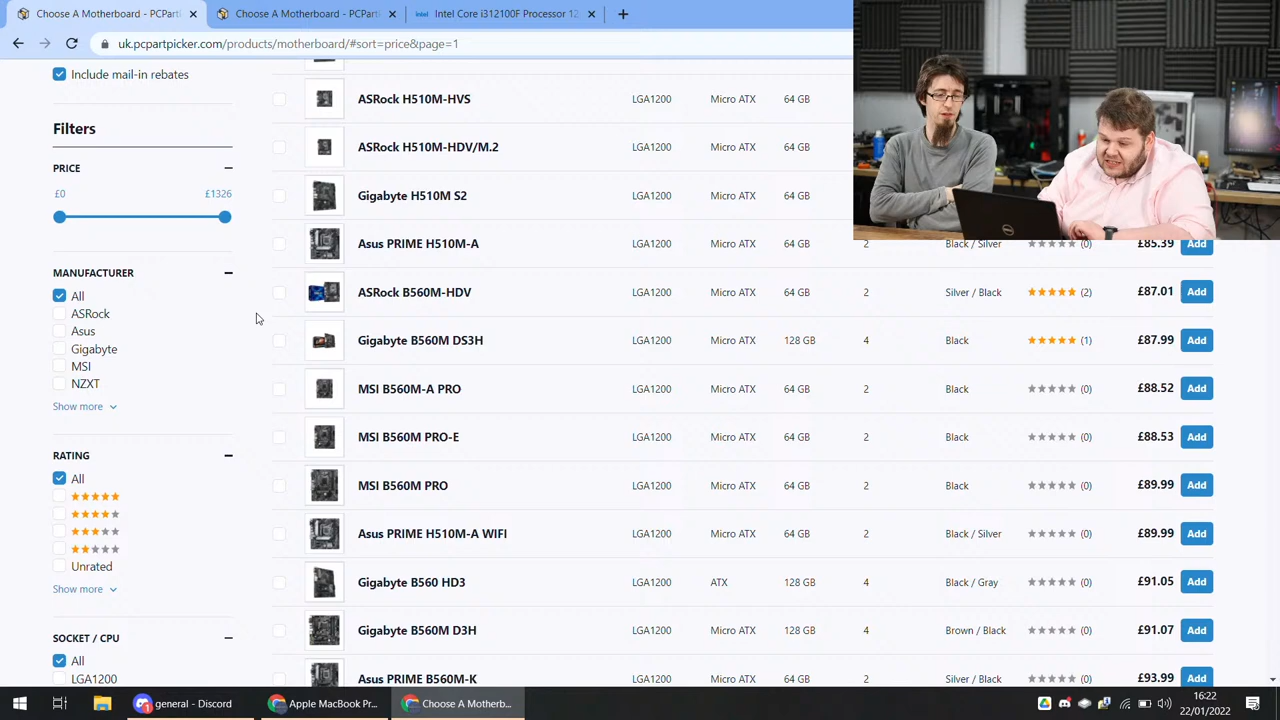 Choose A Motherboard - PCPartl
Choose A Motherboard - PCPart
intel Intel Core i312100F Processor 12
uk.pcpartpicker.com/products/motherboard/#sort=price&page=1
Include mail-in rebates
Filters
PRICE
£0 £1326
MANUFACTURER
All
ASRock
Asus
Gigabyte
MSI
NZXT
Show more
RATING
All
Unrated
Show more
SOCKET / CPU
All
LGA1200
ASRock H510M-HVS LGA1200 Micro ATX 64 GB
ASRock H510M-HDV/M.2 LGA1200 Micro ATX 64 GB
Gigabyte H510M S2 LGA1200 Micro ATX 64 GB
Asus PRIME H510M-A LGA1200 Micro ATX 64 GB 2 Black / Silver (0) £85.39 Add
ASRock B560M-HDV LGA1200 Micro ATX 64 GB 2 Silver / Black (2) £87.01 Add
Gigabyte B560M DS3H LGA1200 Micro ATX 128 GB 4 Black (1) £87.99 Add
MSI B560M-A PRO LGA1200 Micro ATX 64 GB 2 Black (0) £88.52 Add
MSI B560M PRO-E LGA1200 Micro ATX 64 GB 2 Black (0) £88.53 Add
MSI B560M PRO LGA1200 Micro ATX 64 GB 2 Black (0) £89.99 Add
Asus PRIME H510M-A WIFI LGA1200 Micro ATX 64 GB 2 Black / Silver (0) £89.99 Add
Gigabyte B560 HD3 LGA1200 ATX 128 GB 4 Black / Gray (0) £91.05 Add
Gigabyte B560M D3H LGA1200 Micro ATX 128 GB 4 Brown / Black (0) £91.07 Add
Asus PRIME B560M-K LGA1200 Micro ATX 64 GB 2 Silver / Black (0) £93.99 Add
DELL
general - Discord
Apple MacBook P
Choose A Motherb...
16:22
22/01/2022